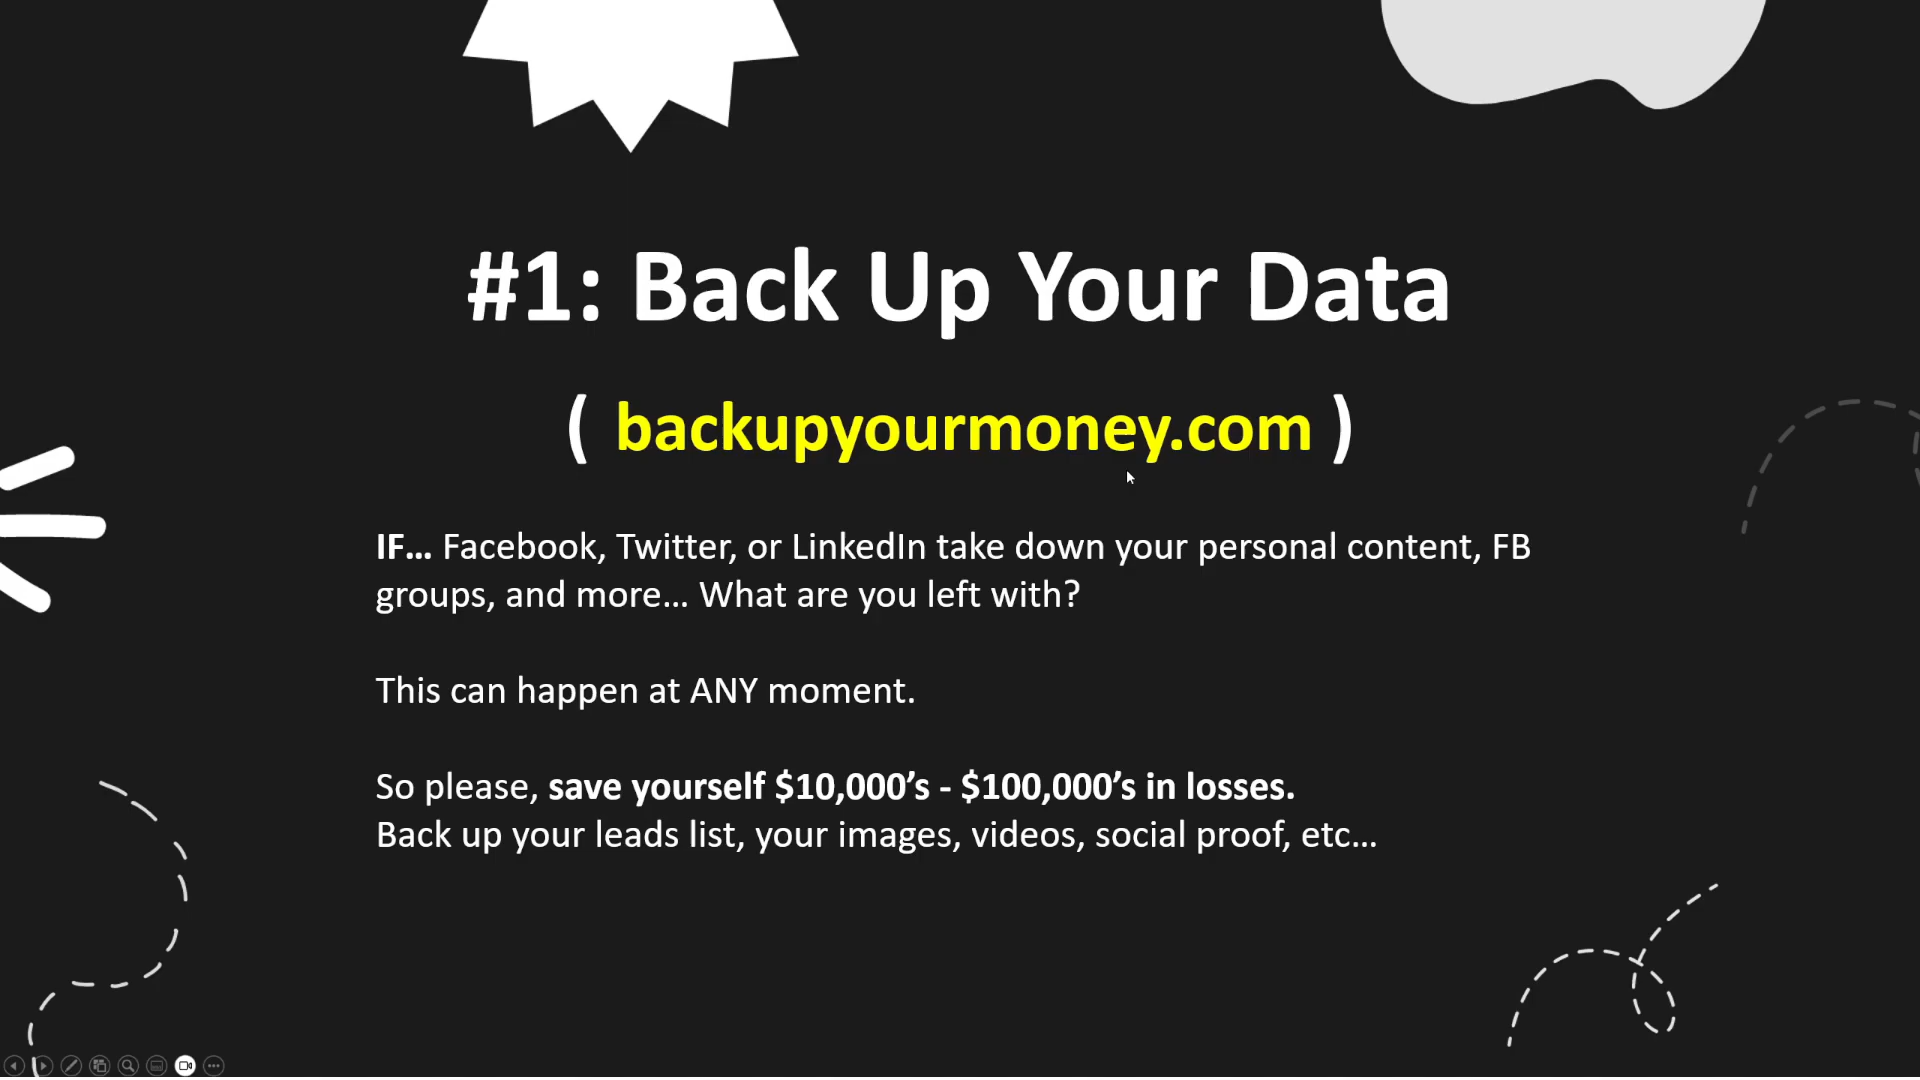 #1: Back Up Your Data
( backupyourmoney.com )
IF... Facebook, Twitter, or LinkedIn take down your personal content, FB
groups, and more... What are you left with?
This can happen at ANY moment.
So please, save yourself $10,000’s - $100,000’s in losses.
Back up your leads list, your images, videos, social proof, etc...